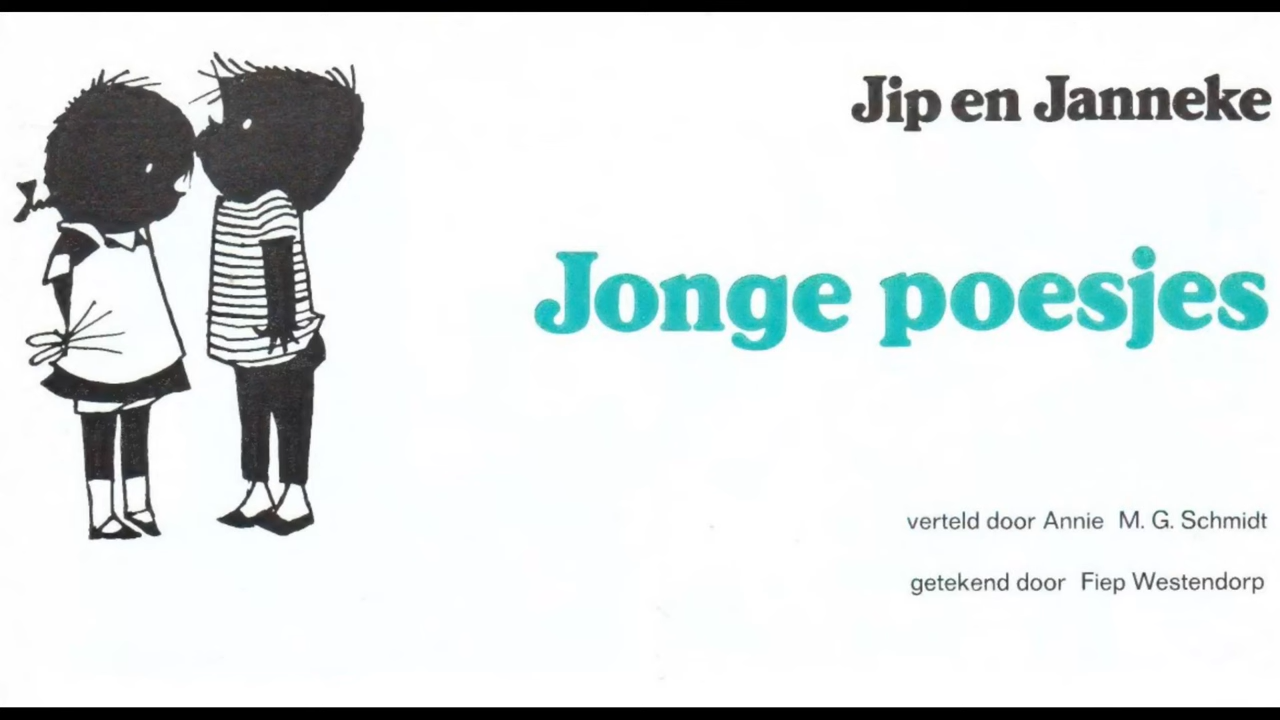 Jip en Janneke
Jonge poesjes
verteld door Annie M. G. Schmidt
getekend door Fiep Westendorp